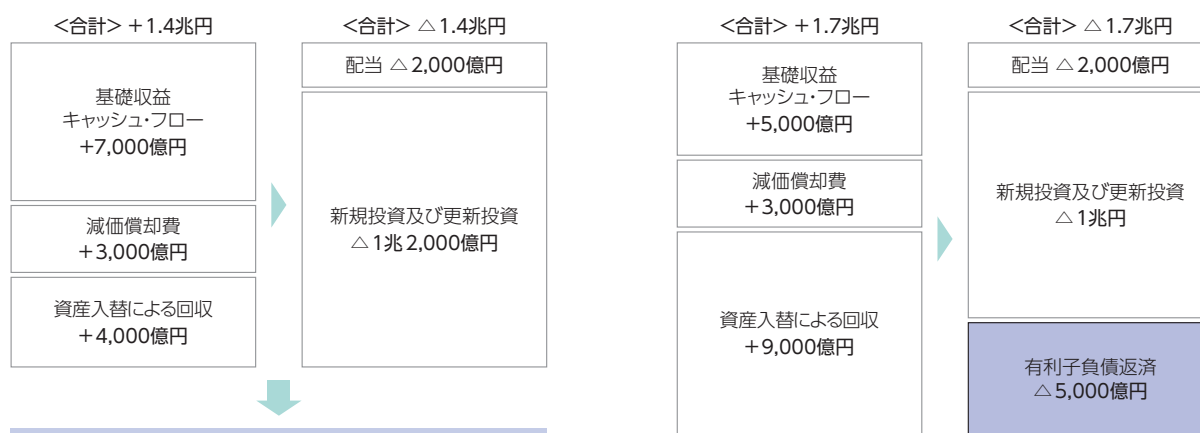 <合計> +1.4兆円
基礎収益
キャッシュ・フロー
+7,000億円
減価償却費
+3,000億円
資産入替による回収
+4,000億円
<合計> △1.4兆円
配当 △2,000億円
新規投資及び更新投資
△1兆2,000億円
<合計> +1.7兆円
基礎収益
キャッシュ・フロー
+5,000億円
減価償却費
+3,000億円
資産入替による回収
+9,000億円
<合計> △1.7兆円
配当 △2,000億円
新規投資及び更新投資
△1兆円
有利子負債返済
△5,000億円